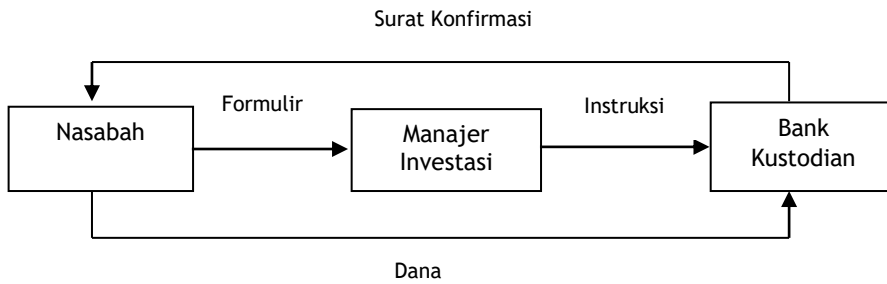 Surat Konfirmasi
Nasabah
Formulir
Manajer
Investasi
Instruksi
Bank
Kustodian
Dana